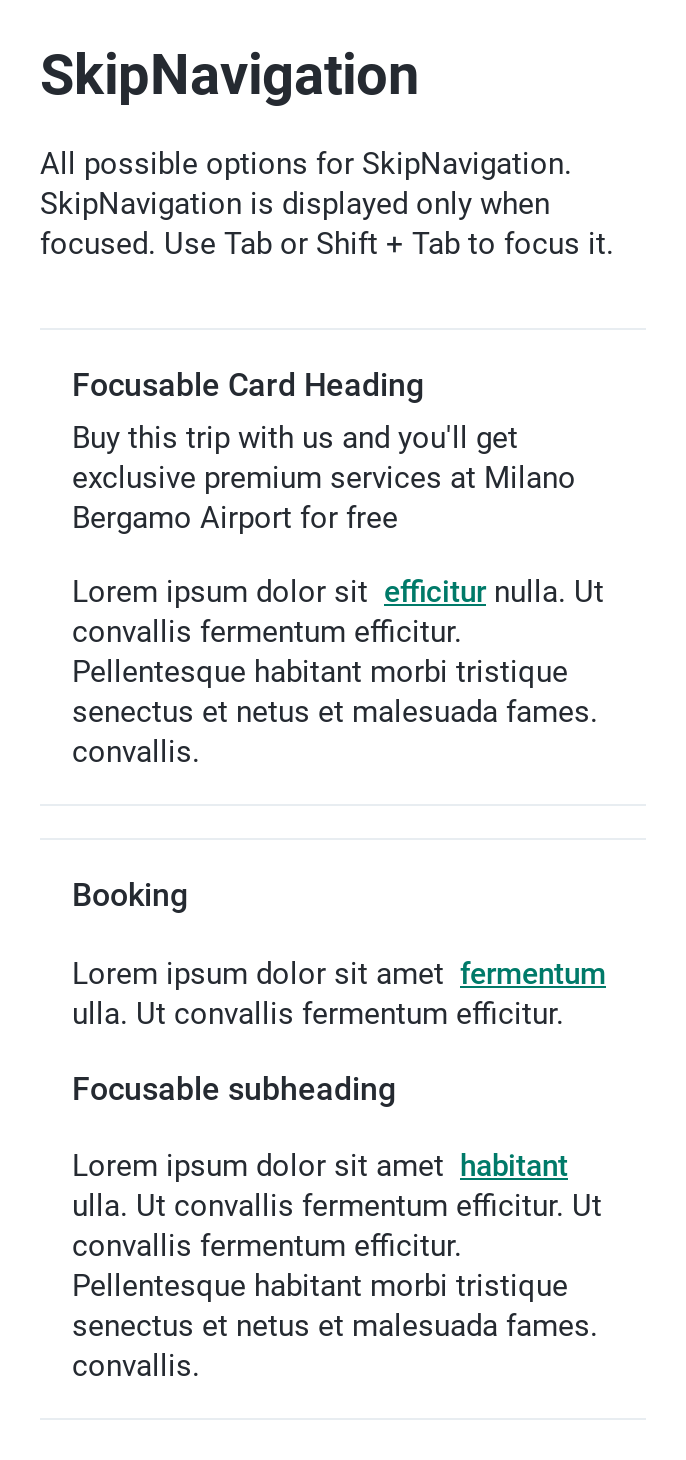 SkipNavigation
All possible options for SkipNavigation.
SkipNavigation is displayed only when
focused. Use Tab or Shift + Tab to focus it.
Focusable Card Heading
Buy this trip with us and you'll get
exclusive premium services at Milano
Bergamo Airport for free
Lorem ipsum dolor sit efficitur nulla. Ut
convallis fermentum efficitur.
Pellentesque habitant morbi tristique
senectus et netus et malesuada fames.
convallis.
Booking
Lorem ipsum dolor sit amet fermentum
ulla. Ut convallis fermentum efficitur.
Focusable subheading
Lorem ipsum dolor sit amet habitant
ulla. Ut convallis fermentum efficitur. Ut
convallis fermentum efficitur.
Pellentesque habitant morbi tristique
senectus et netus et malesuada fames.
convallis.